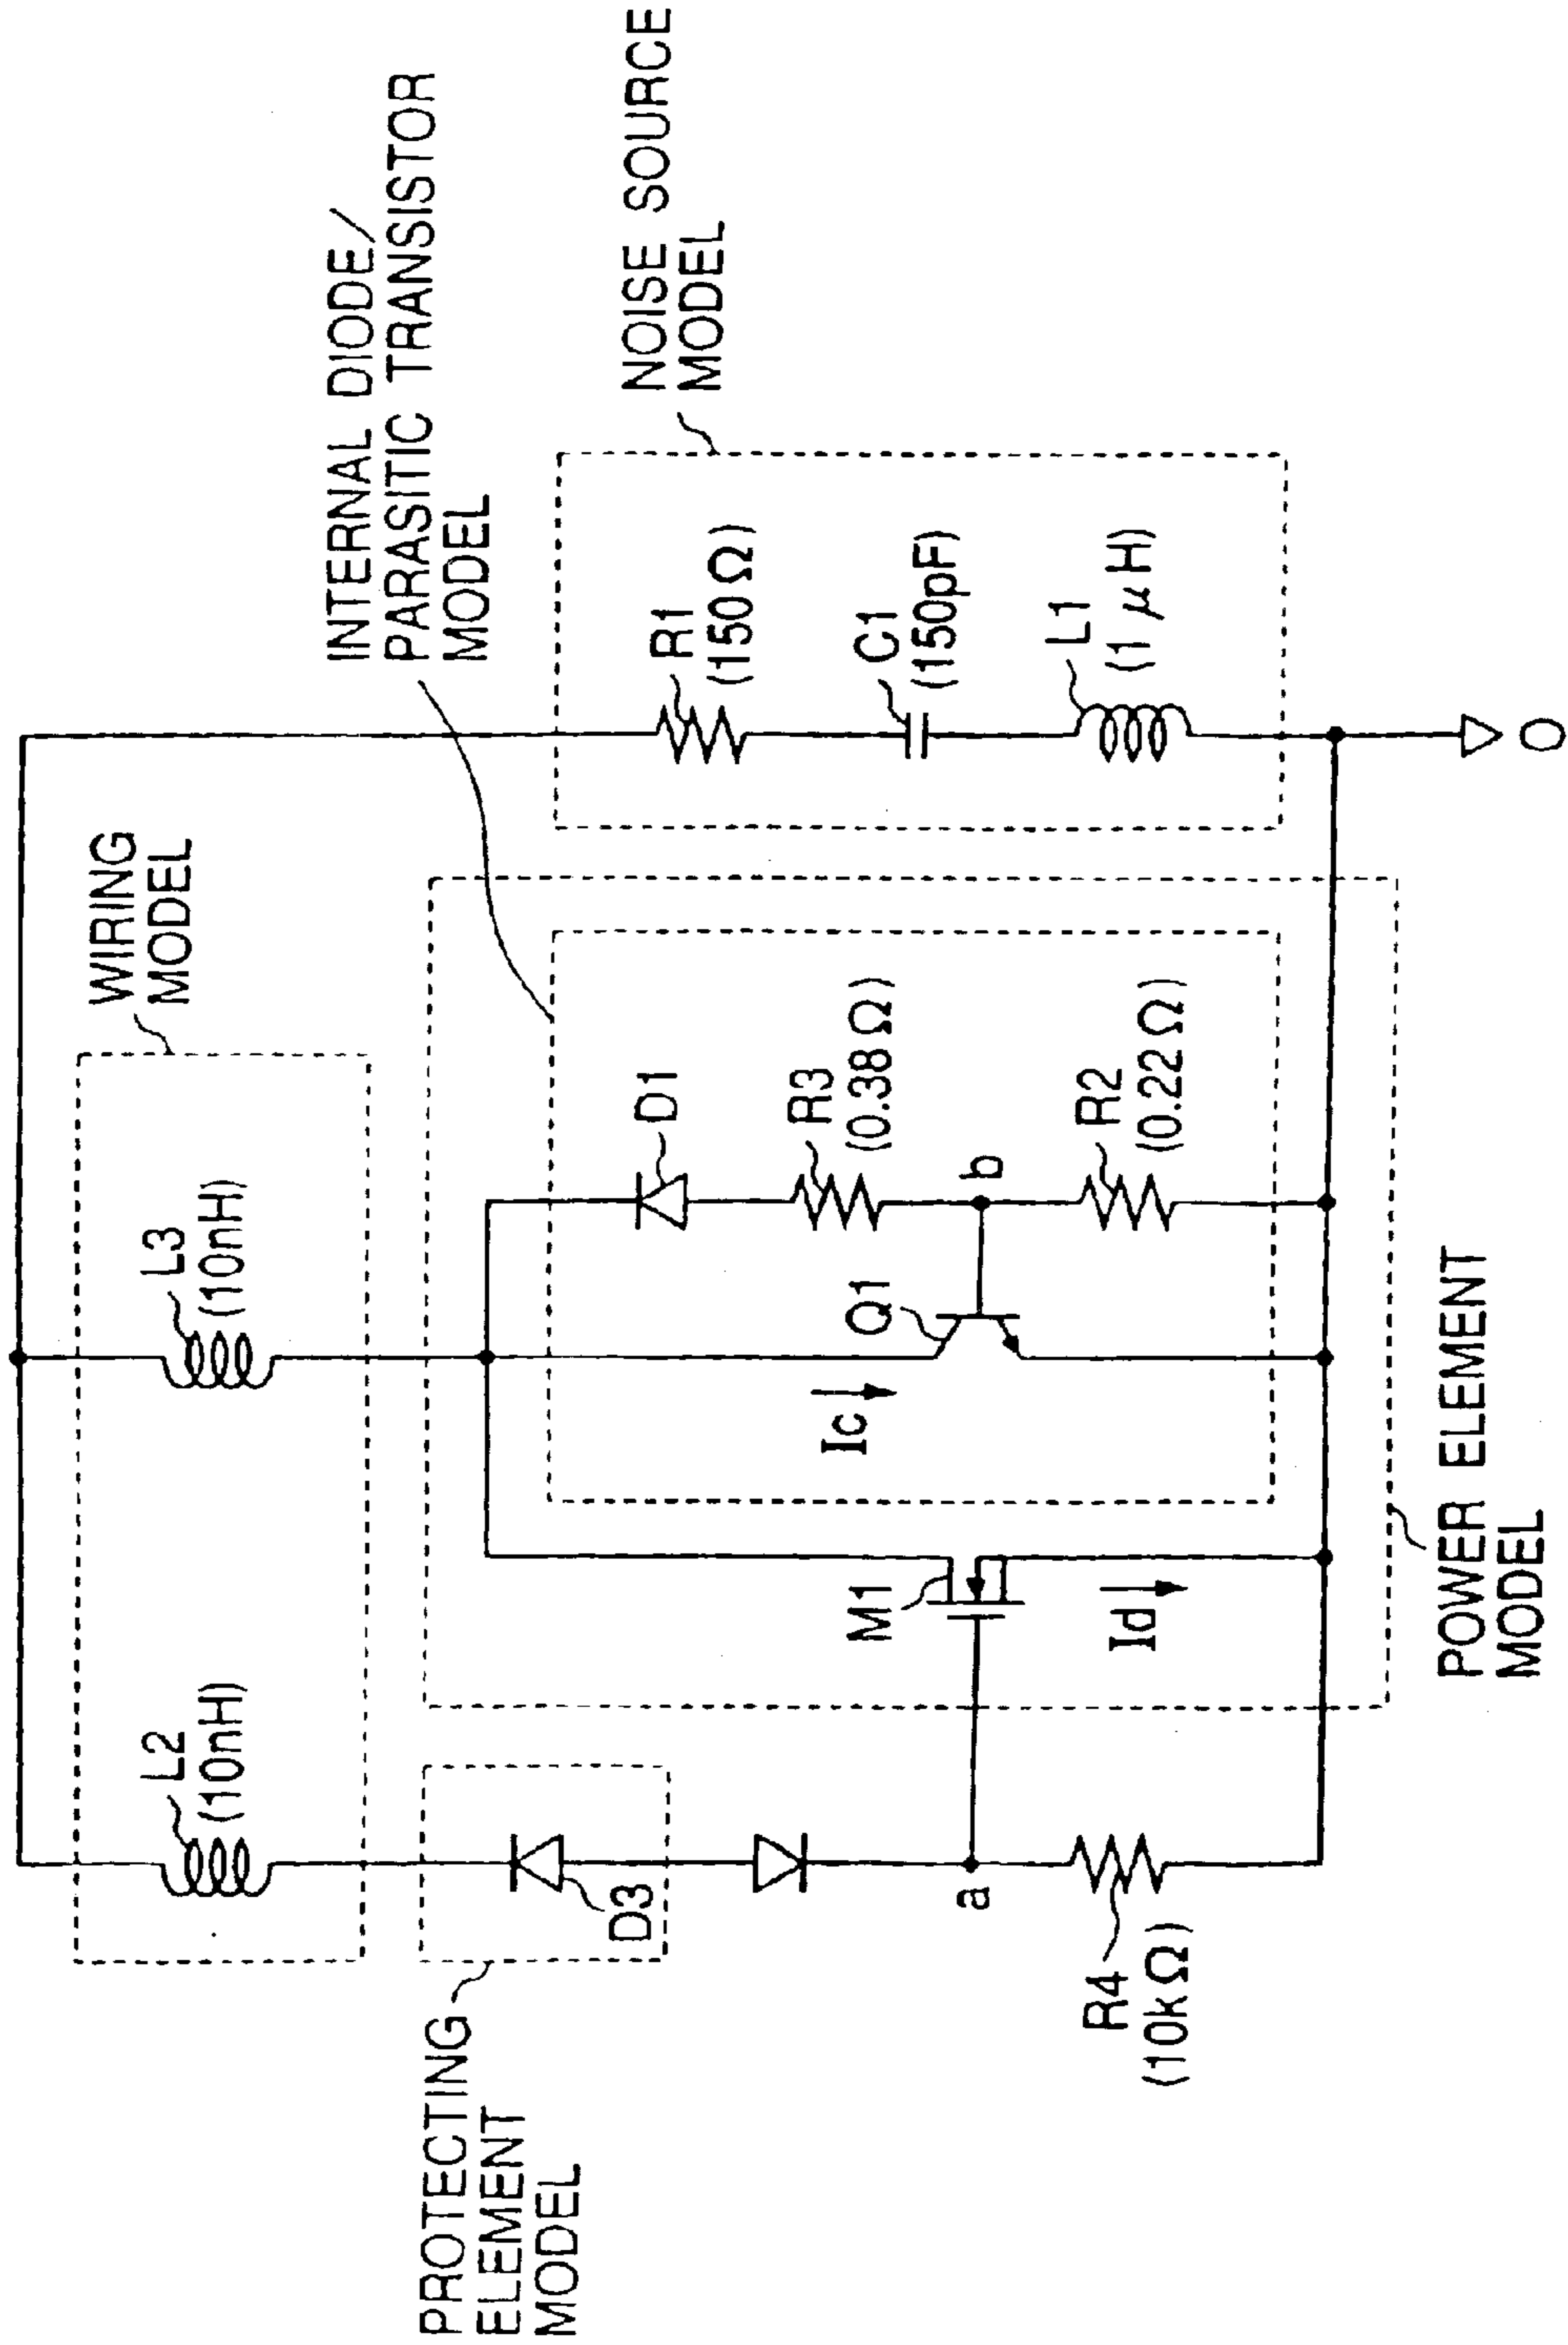 WIRING
MODEL
L2
(10nH)
L3
(10nH)
INTERNAL DIODE/
PARASITIC TRANSISTOR
MODEL
NOISE SOURCE
MODEL
PROTECTING
ELEMENT
MODEL
D3
a
R4
(10kΩ)
M1
Id
Ic
Q1
b
D1
R3
(0.38Ω)
R2
(0.22Ω)
R1
(150Ω)
C1
(150pF)
L1
(1μH)
0
POWER ELEMENT
MODEL